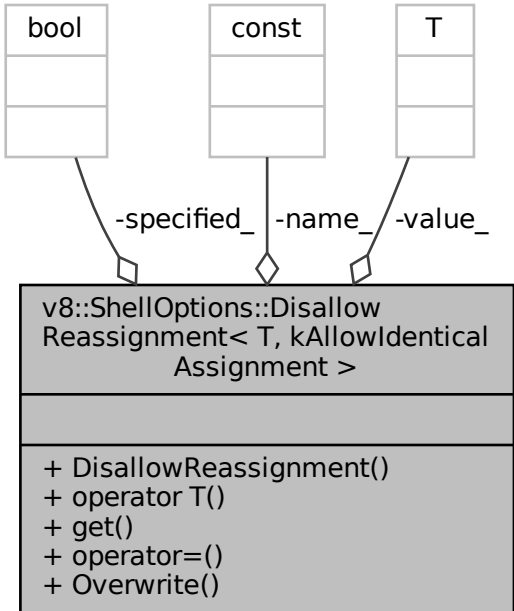 bool
const
T
-specified_
-name_
-value_
v8::ShellOptions::Disallow
Reassignment< T, kAllowIdentical
Assignment >
+ DisallowReassignment()
+ operator T()
+ get()
+ operator=()
+ Overwrite()